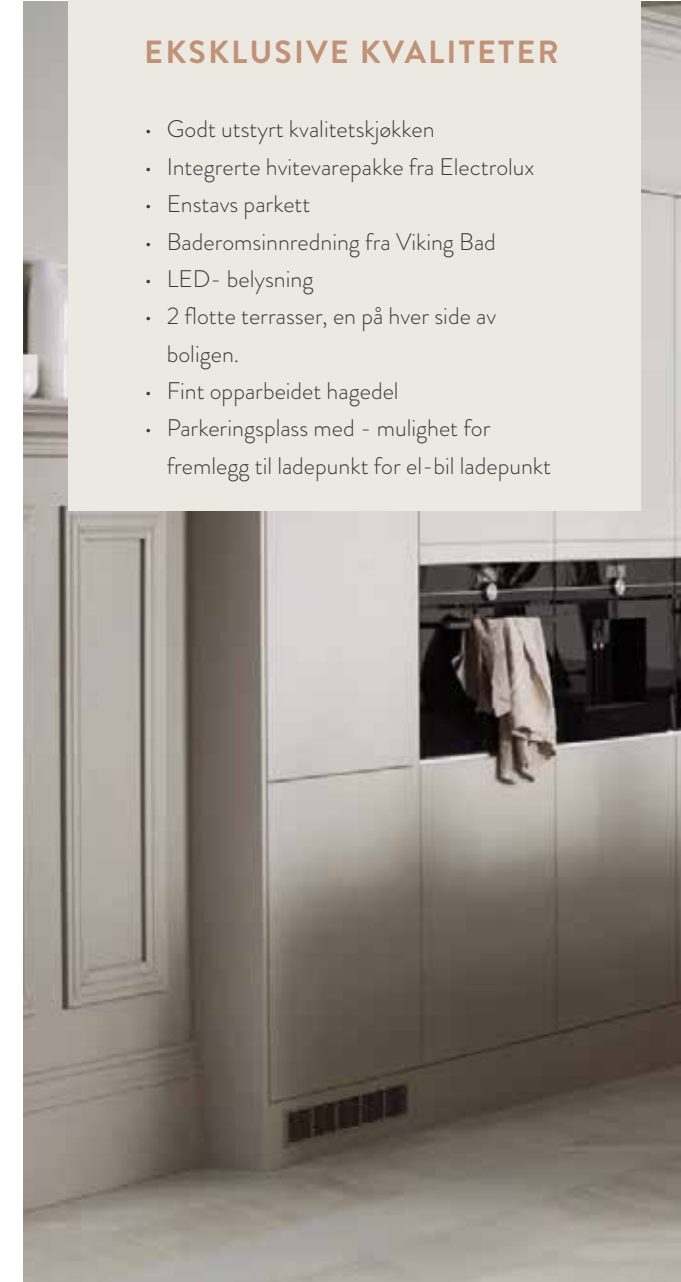 EKSKLUSIVE KVALITETER
• Godt utstyrt kvalitetskjøkken
• Integrerte hvitevarepakke fra Electrolux
• Enstavs parkett
• Baderomsinnredning fra Viking Bad
• LED- belysning
• 2 flotte terrasser, en på hver side av
boligen.
• Fint opparbeidet hagedel
• Parkeringsplass med - mulighet for
fremlegg til ladepunkt for el-bil ladepunkt